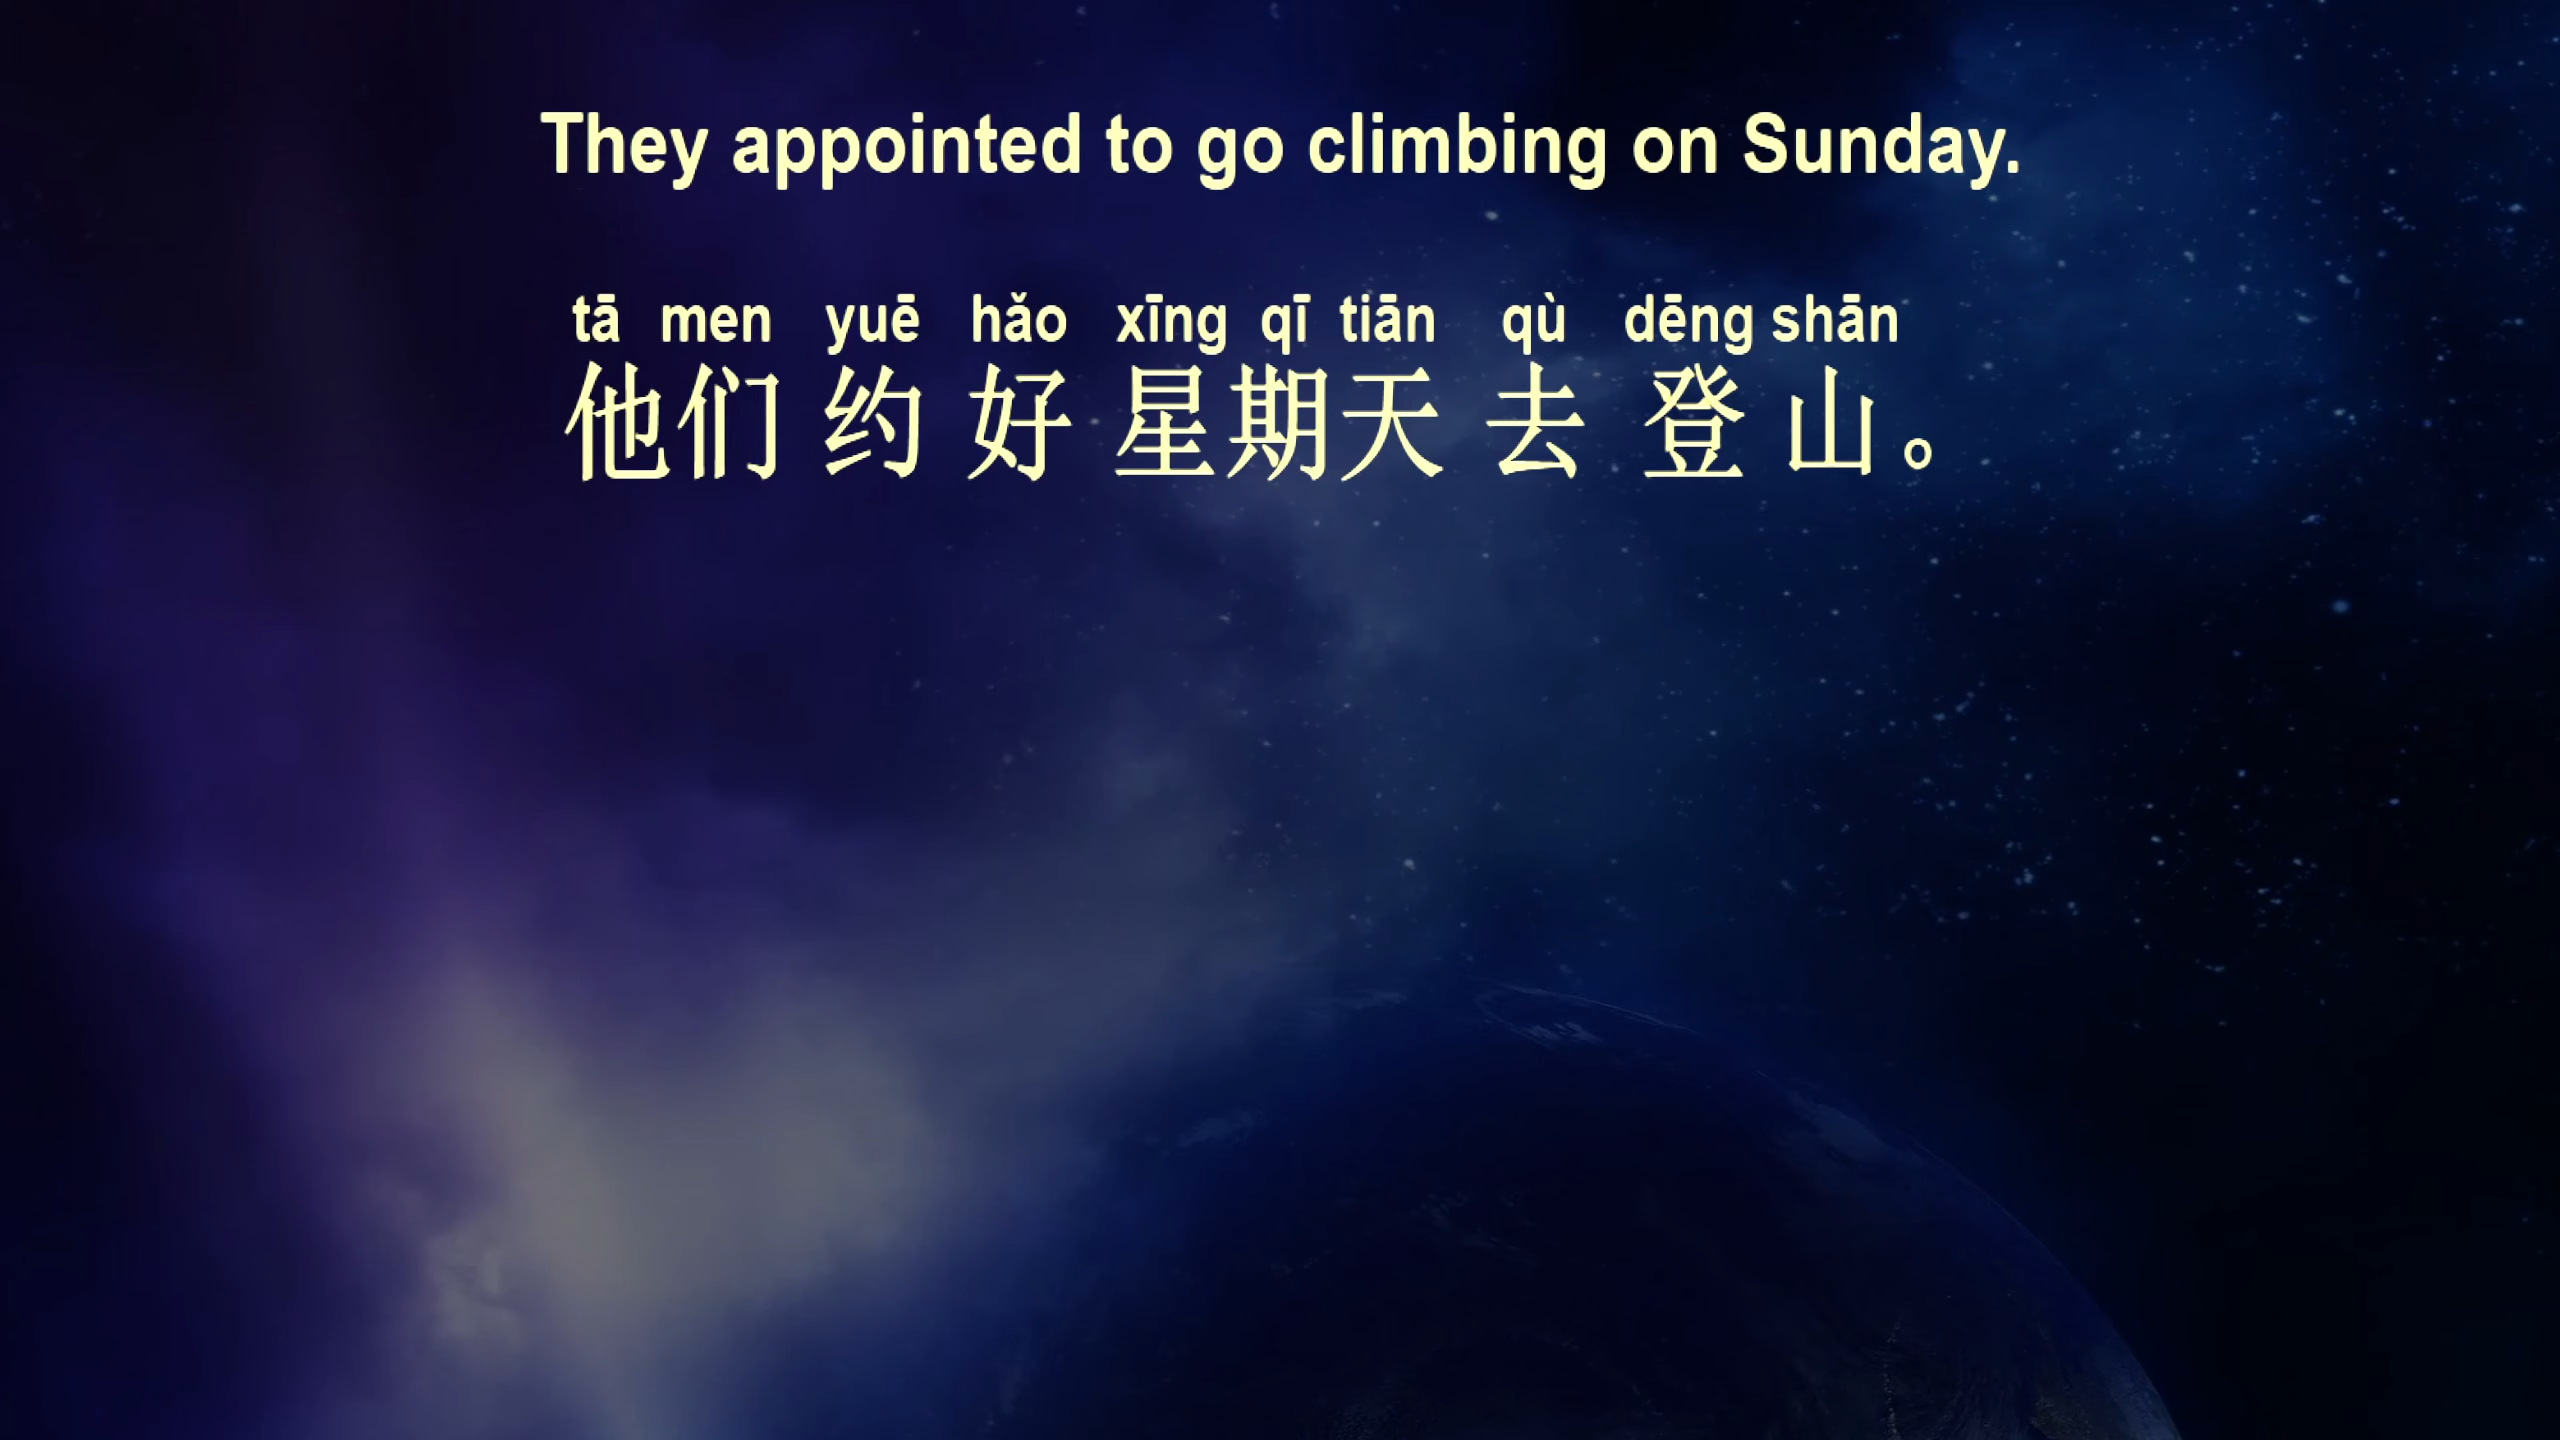 They appointed to go climbing on Sunday.
tā men yuē hǎo xīng qī tiān qù dēng shān
他们 约 好 星期天 去 登 山。